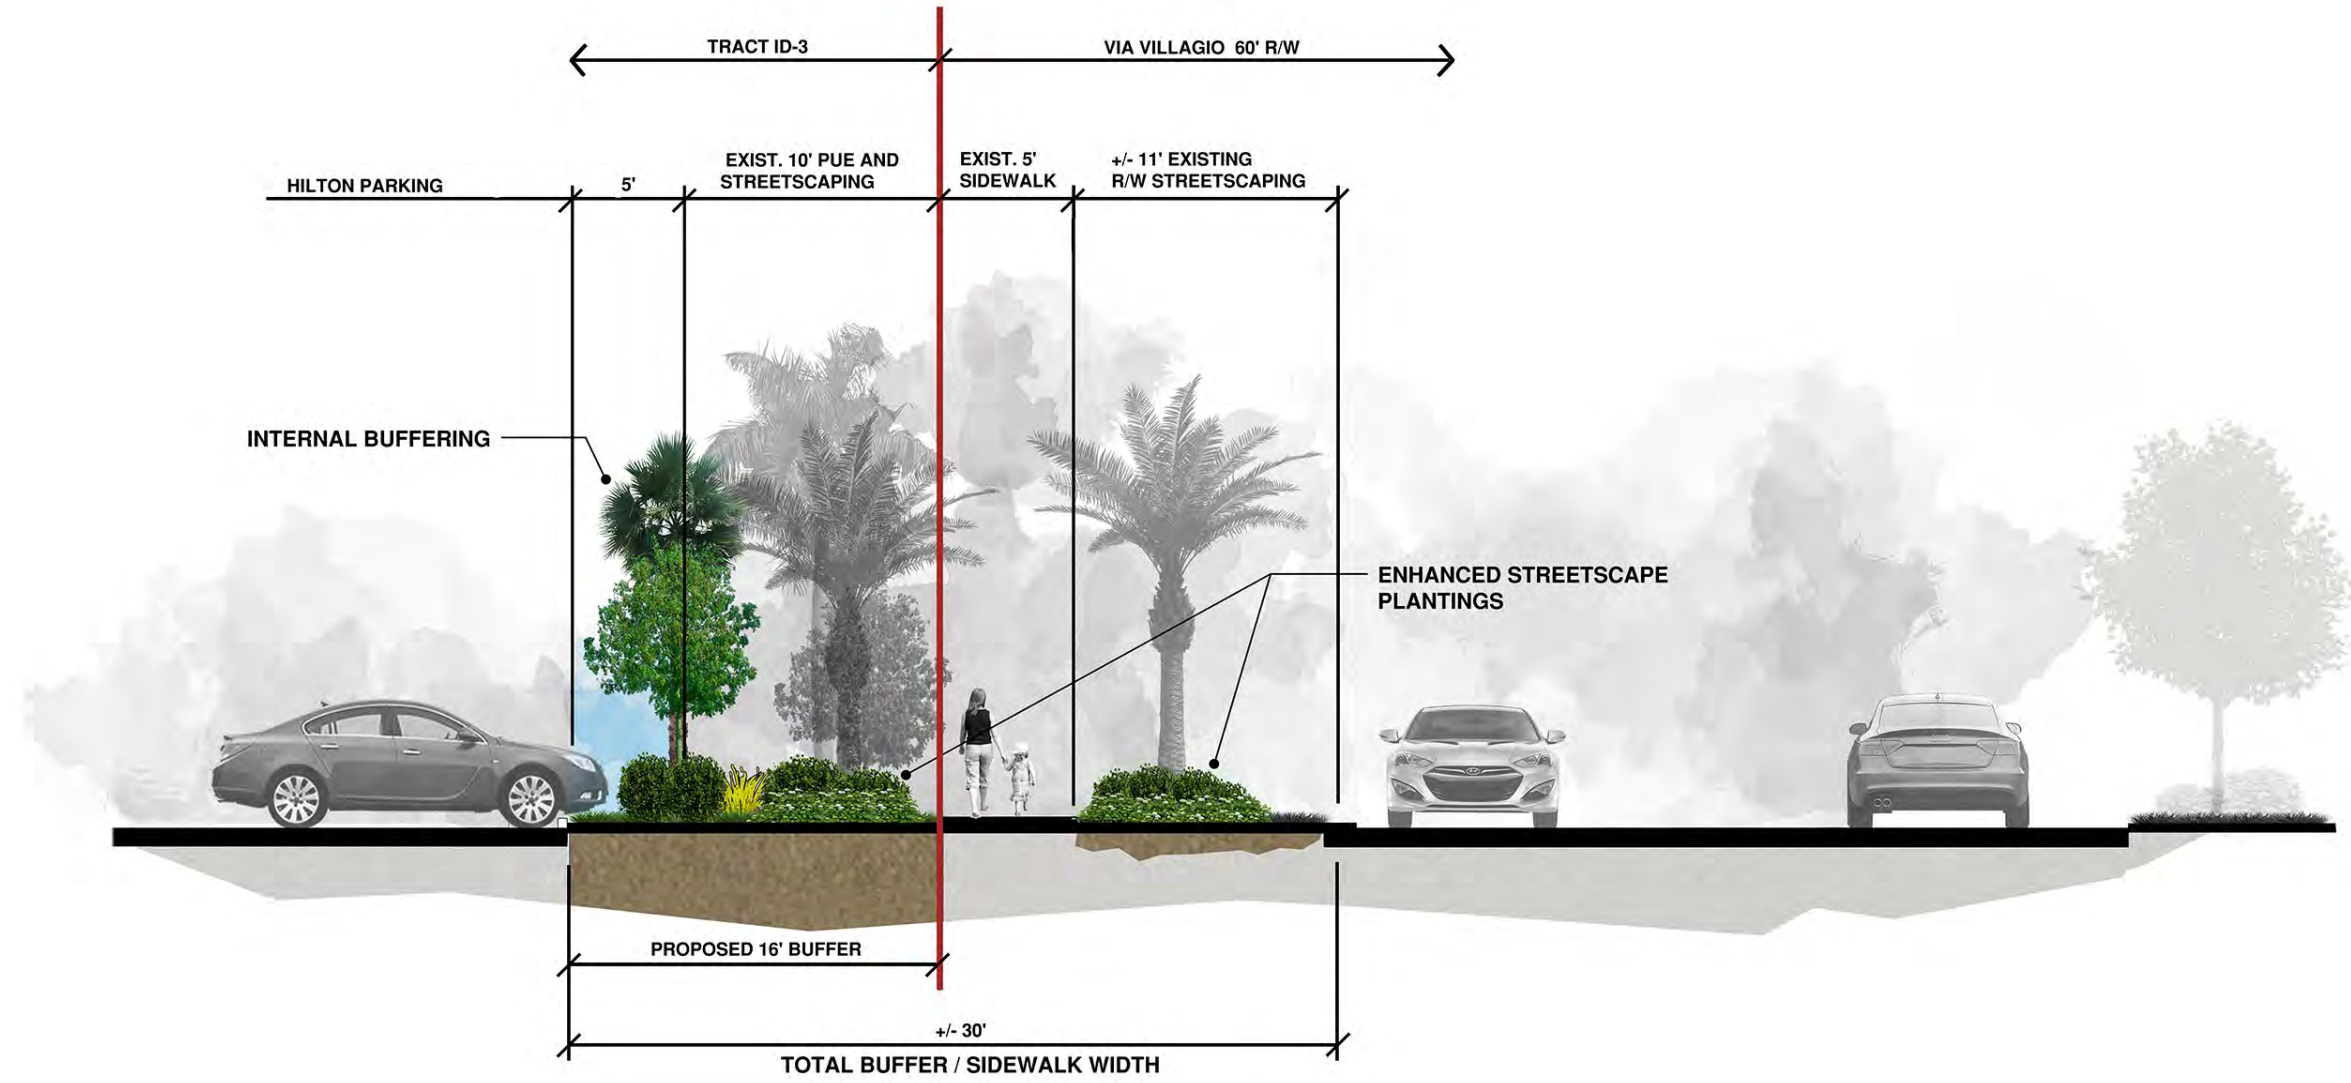 TRACT ID-3
VIA VILLAGIO 60' R/W
HILTON PARKING
5'
EXIST. 10' PUE AND
STREETSCAPING
EXIST. 5'
SIDEWALK
+/- 11' EXISTING
R/W STREETSCAPING
INTERNAL BUFFERING
ENHANCED STREETSCAPE
PLANTINGS
PROPOSED 16' BUFFER
+/- 30'
TOTAL BUFFER / SIDEWALK WIDTH